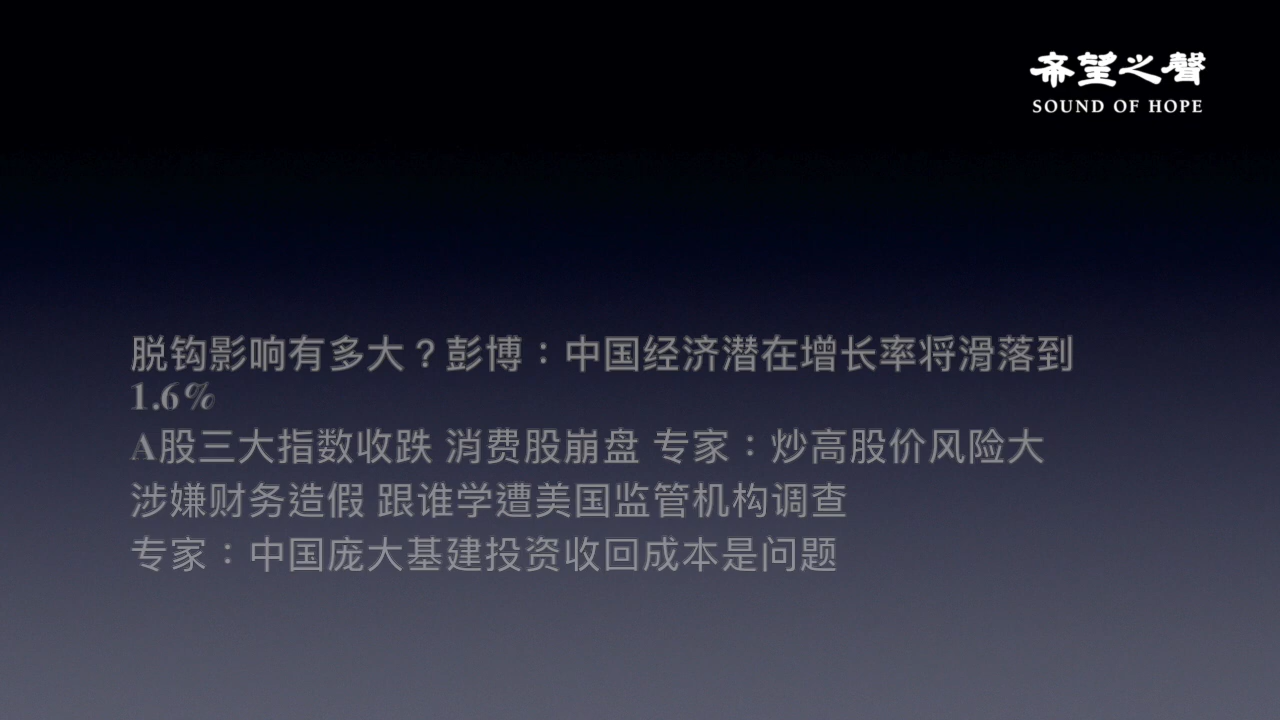 希望之聲
SOUND OF HOPE
脱钩影响有多大？彭博：中国经济潜在增长率将滑落到
1.6%
A股三大指数收跌 消费股崩盘 专家：炒高股价风险大
涉嫌财务造假 跟谁学遭美国监管机构调查
专家：中国庞大基建投资收回成本是问题